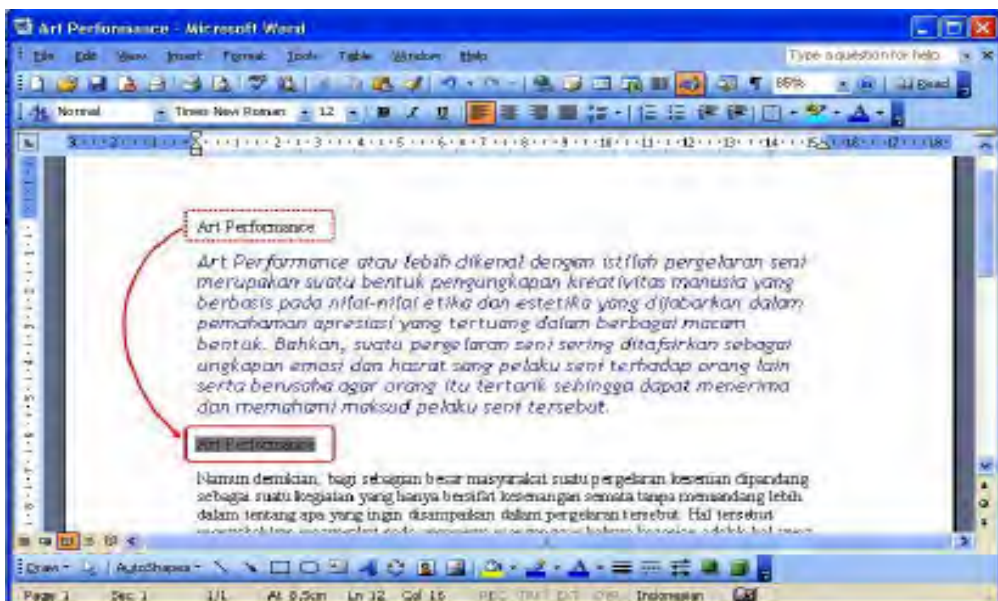 Art Performance - Microsoft Word
File Edit View Insert Format Tools Table Window Help Type a question for help
85% Read
Normal Times New Roman 12
Art Performance
Art Performance atau lebih dikenal dengan istilah pergelaran seni
merupakan suatu bentuk pengungkapan kreativitas manusia yang
berbasis pada nilai-nilai etika dan estetika yang dijabarkan dalam
pemahaman apresiasi yang tertuang dalam berbagai macam
bentuk. Bahkan, suatu pergelaran seni sering ditafsirkan sebagai
ungkapan emosi dan hasrat sang pelaku seni terhadap orang lain
serta berusaha agar orang itu tertarik sehingga dapat menerima
dan memahami maksud pelaku seni tersebut.
Art Performance
Namun demikian, bagi sebagian besar masyarakat suatu pergelaran kesenian dipandang
sebagai suatu kegiatan yang hanya bersifat kesenangan semata tanpa memandang lebih
dalam tentang apa yang ingin disampaikan dalam pergelaran tersebut. Hal tersebut
Draw AutoShapes
Page 1 Sec 1 1/1 At 8.5cm Ln 12 Col 16 REC TRK EXT OVR Indonesian